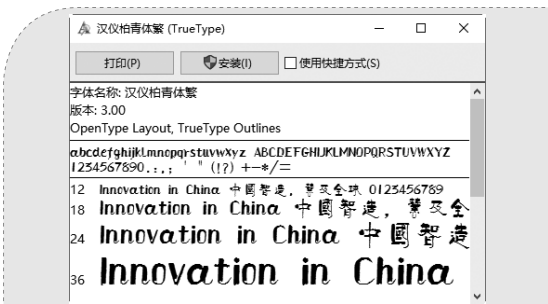 汉仪柏青体繁 (TrueType)
打印(P) 安装(I) 使用快捷方式(S)
字体名称: 汉仪柏青体繁
版本: 3.00
OpenType Layout, TrueType Outlines
abcdefghijklmnopqrstuvwxyz ABCDEFGHIJKLMNOPQRSTUVWXYZ
1234567890.:,; ' " (!?) +-*/=
12 Innovation in China 中國智造，譽及全球 0123456789
18 Innovation in China 中國智造，譽及全
24 Innovation in China 中國智造
36 Innovation in China